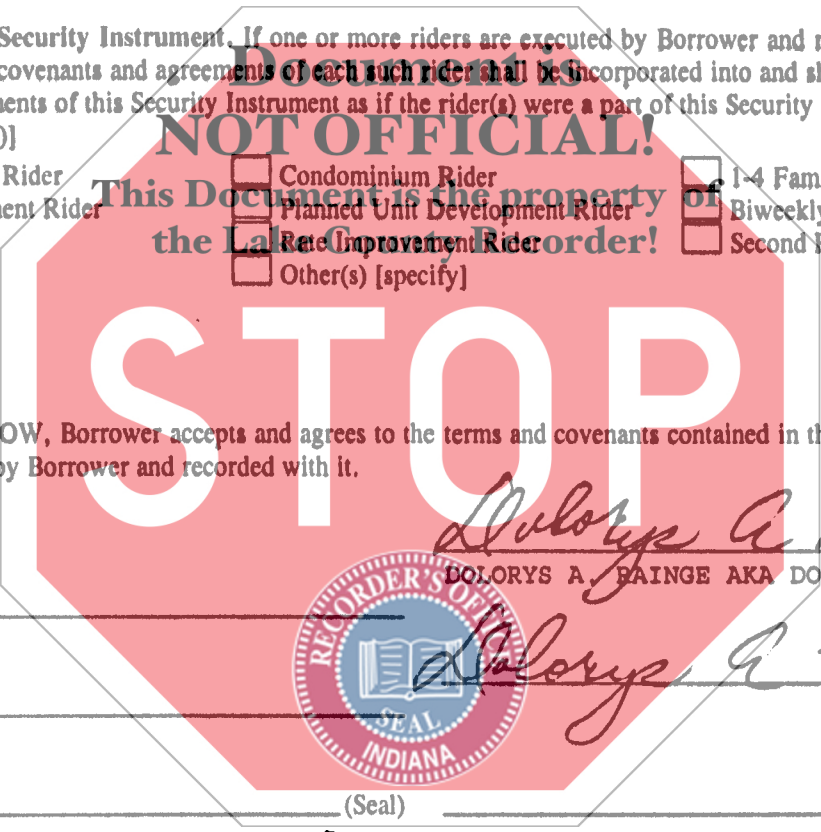 Security Instrument. If one or more riders are executed by Borrower and
covenants and agreements of each such rider shall be incorporated into and
Document is
ments of this Security Instrument as if the rider(s) were a part of this Security
)]
NOT OFFICIAL!
Rider Condominium Rider 1-4 Fam
This Document is the property of
ment Rider Planned Unit Development Rider Biweekly
the Lake County Recorder!
Rate Improvement Rider Second
Other(s) [specify]
STOP
OW, Borrower accepts and agrees to the terms and covenants contained in th
by Borrower and recorded with it.
Dolorys A
DOLORYS A. RAINGE AKA DO
RECORDER'S OFFICE
Dolorys A
SEAL
INDIANA
(Seal)